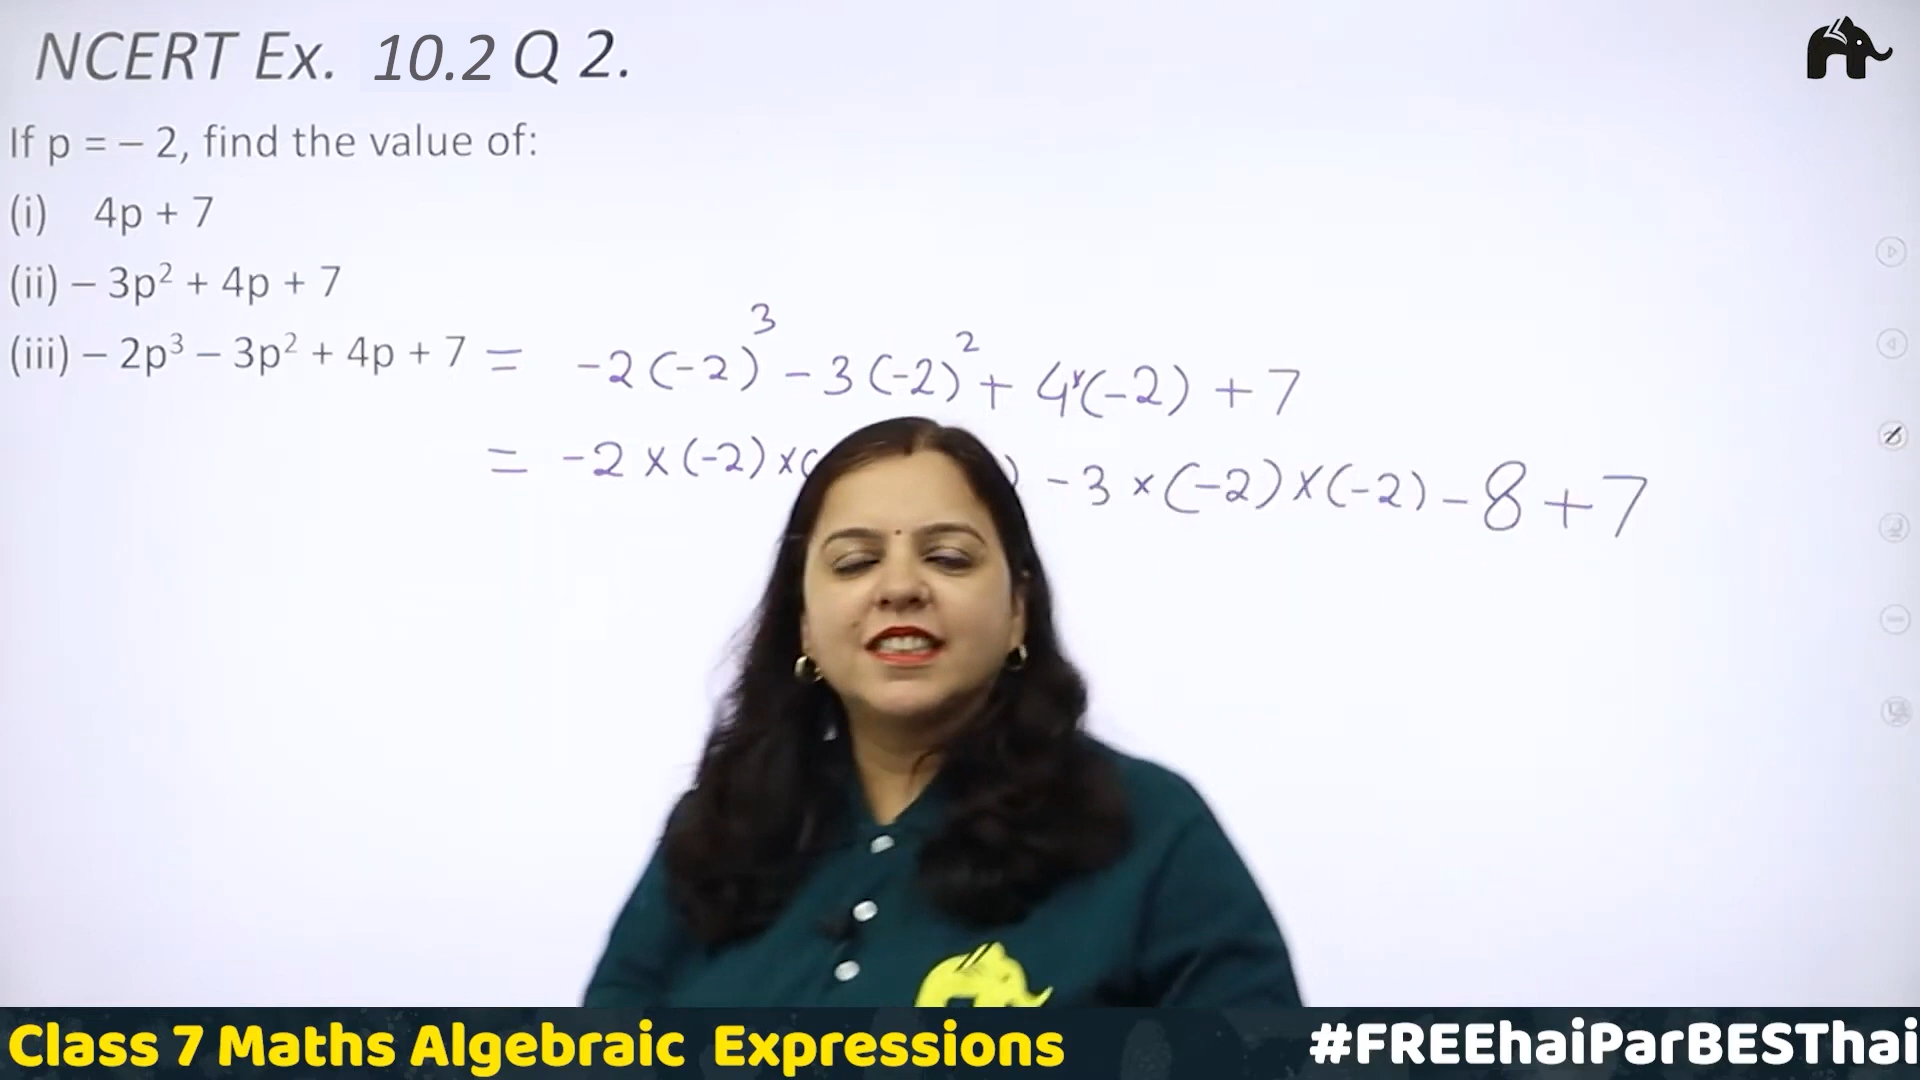 NCERT Ex. 10.2 Q 2.
If p = – 2, find the value of:
(i) 4p + 7
(ii) – 3p² + 4p + 7
(iii) – 2p³ – 3p² + 4p + 7 = -2(-2)³ - 3(-2)² + 4×(-2) + 7
= -2 × (-2) × ( ) - 3 × (-2) × (-2) - 8 + 7
Class 7 Maths Algebraic Expressions #FREEhaiParBESThai